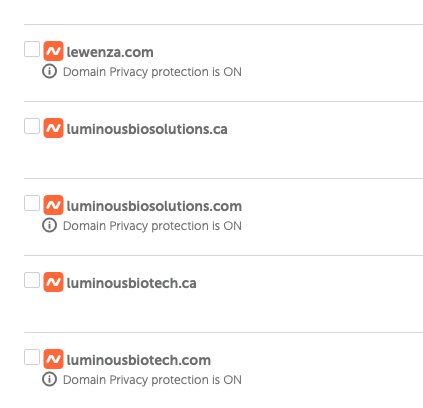 lewenza.com
Domain Privacy protection is ON
luminousbiosolutions.ca
luminousbiosolutions.com
Domain Privacy protection is ON
luminousbiotech.ca
luminousbiotech.com
Domain Privacy protection is ON